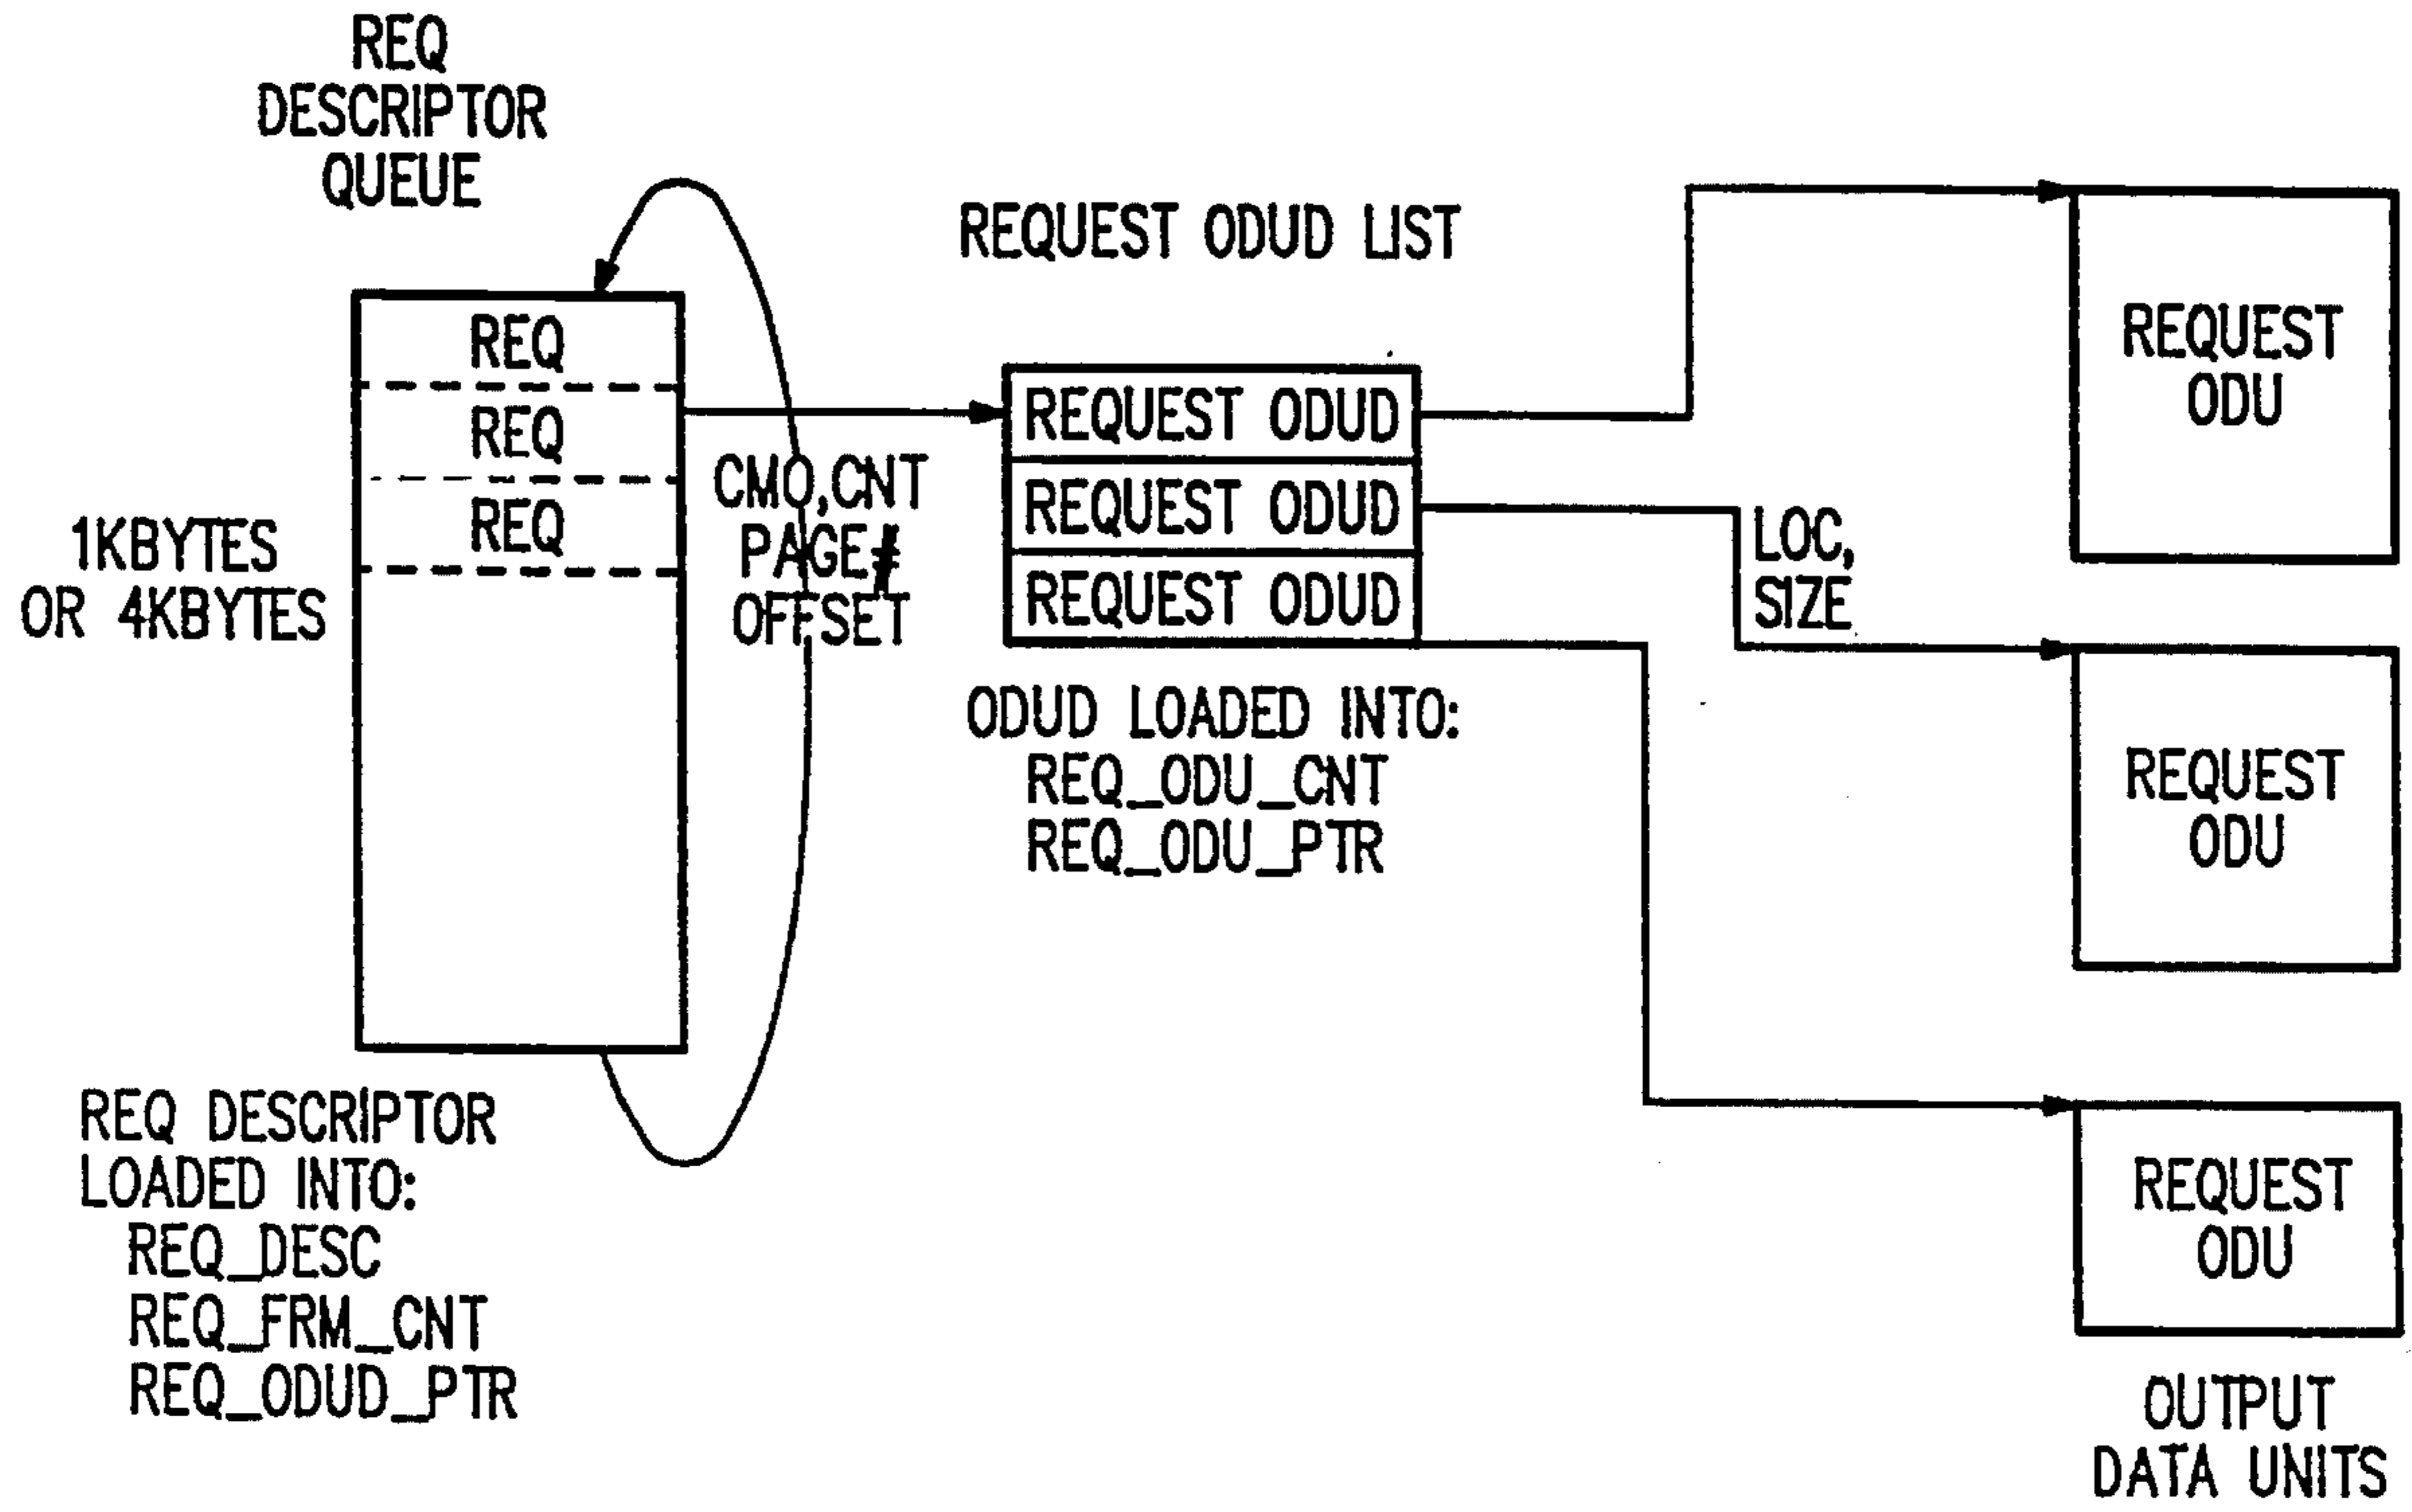 REQ
DESCRIPTOR
QUEUE
REQ
REQ
REQ
1KBYTES
OR 4KBYTES
CMO,CNT
PAGE#
OFFSET
REQ DESCRIPTOR
LOADED INTO:
REQ_DESC
REQ_FRM_CNT
REQ_ODUD_PTR
REQUEST ODUD LIST
REQUEST ODUD
REQUEST ODUD
REQUEST ODUD
ODUD LOADED INTO:
REQ_ODU_CNT
REQ_ODU_PTR
LOC,
SIZE
REQUEST
ODU
REQUEST
ODU
REQUEST
ODU
OUTPUT
DATA UNITS